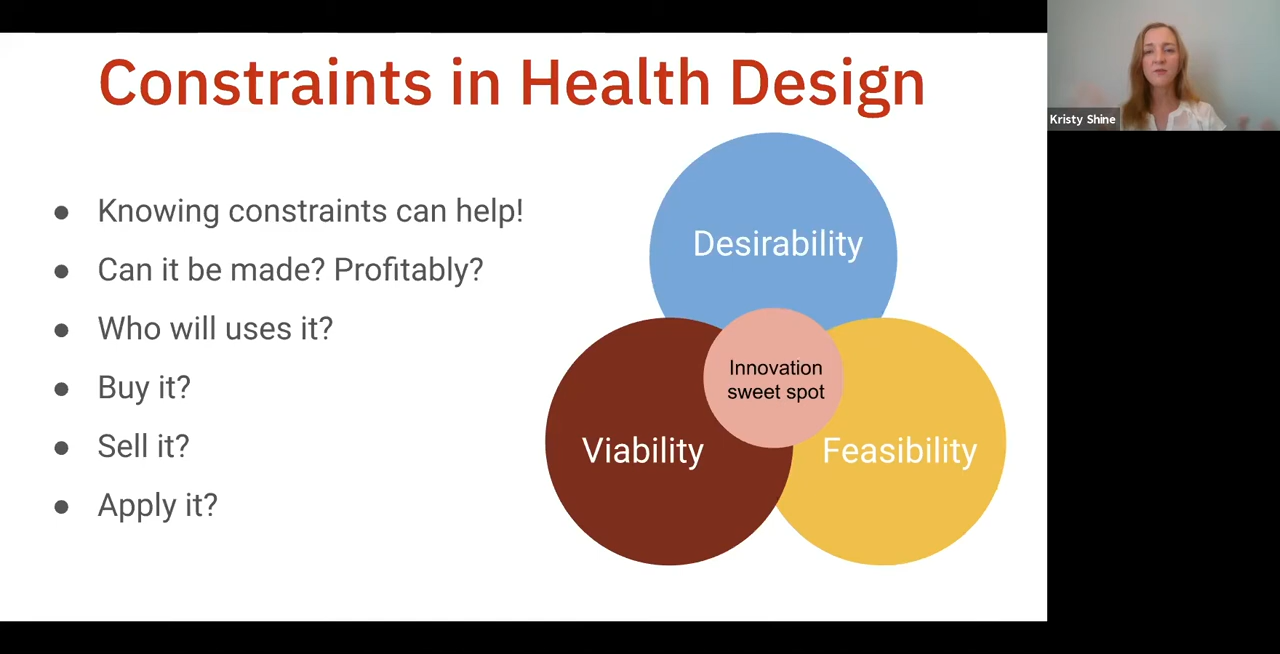 Constraints in Health Design
Kristy Shine
● Knowing constraints can help!
● Can it be made? Profitably?
● Who will uses it?
● Buy it?
● Sell it?
● Apply it?
Desirability
Innovation
sweet spot
Viability
Feasibility